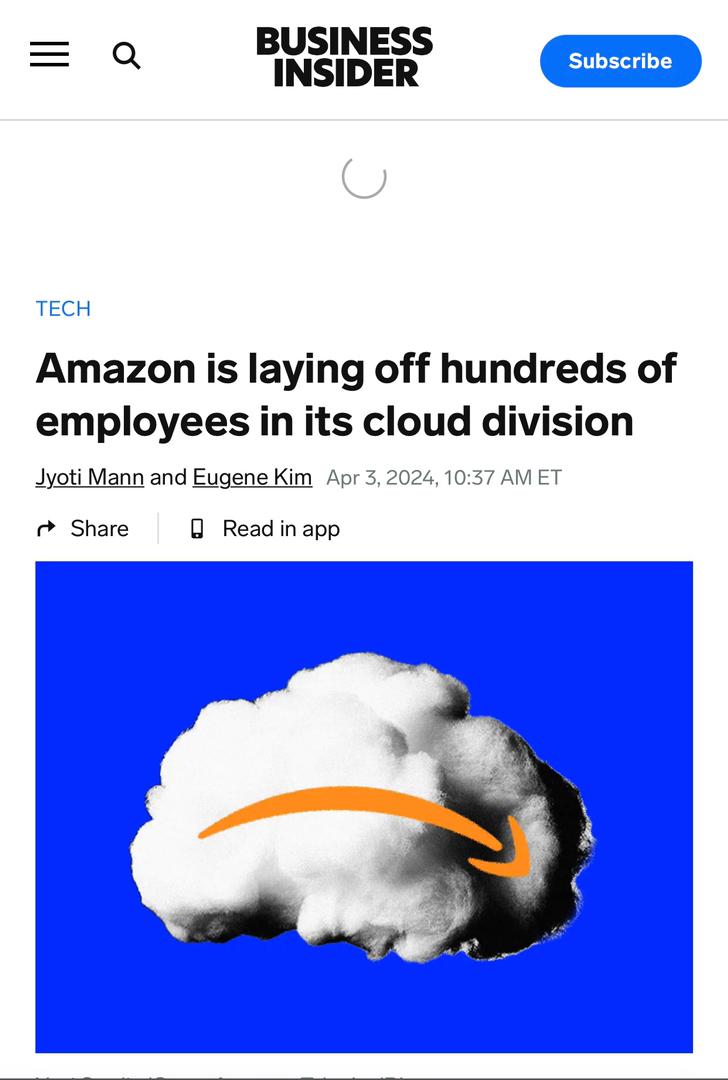 BUSINESS
INSIDER
Subscribe
TECH
Amazon is laying off hundreds of
employees in its cloud division
Jyoti Mann and Eugene Kim Apr 3, 2024, 10:37 AM ET
Share
Read in app